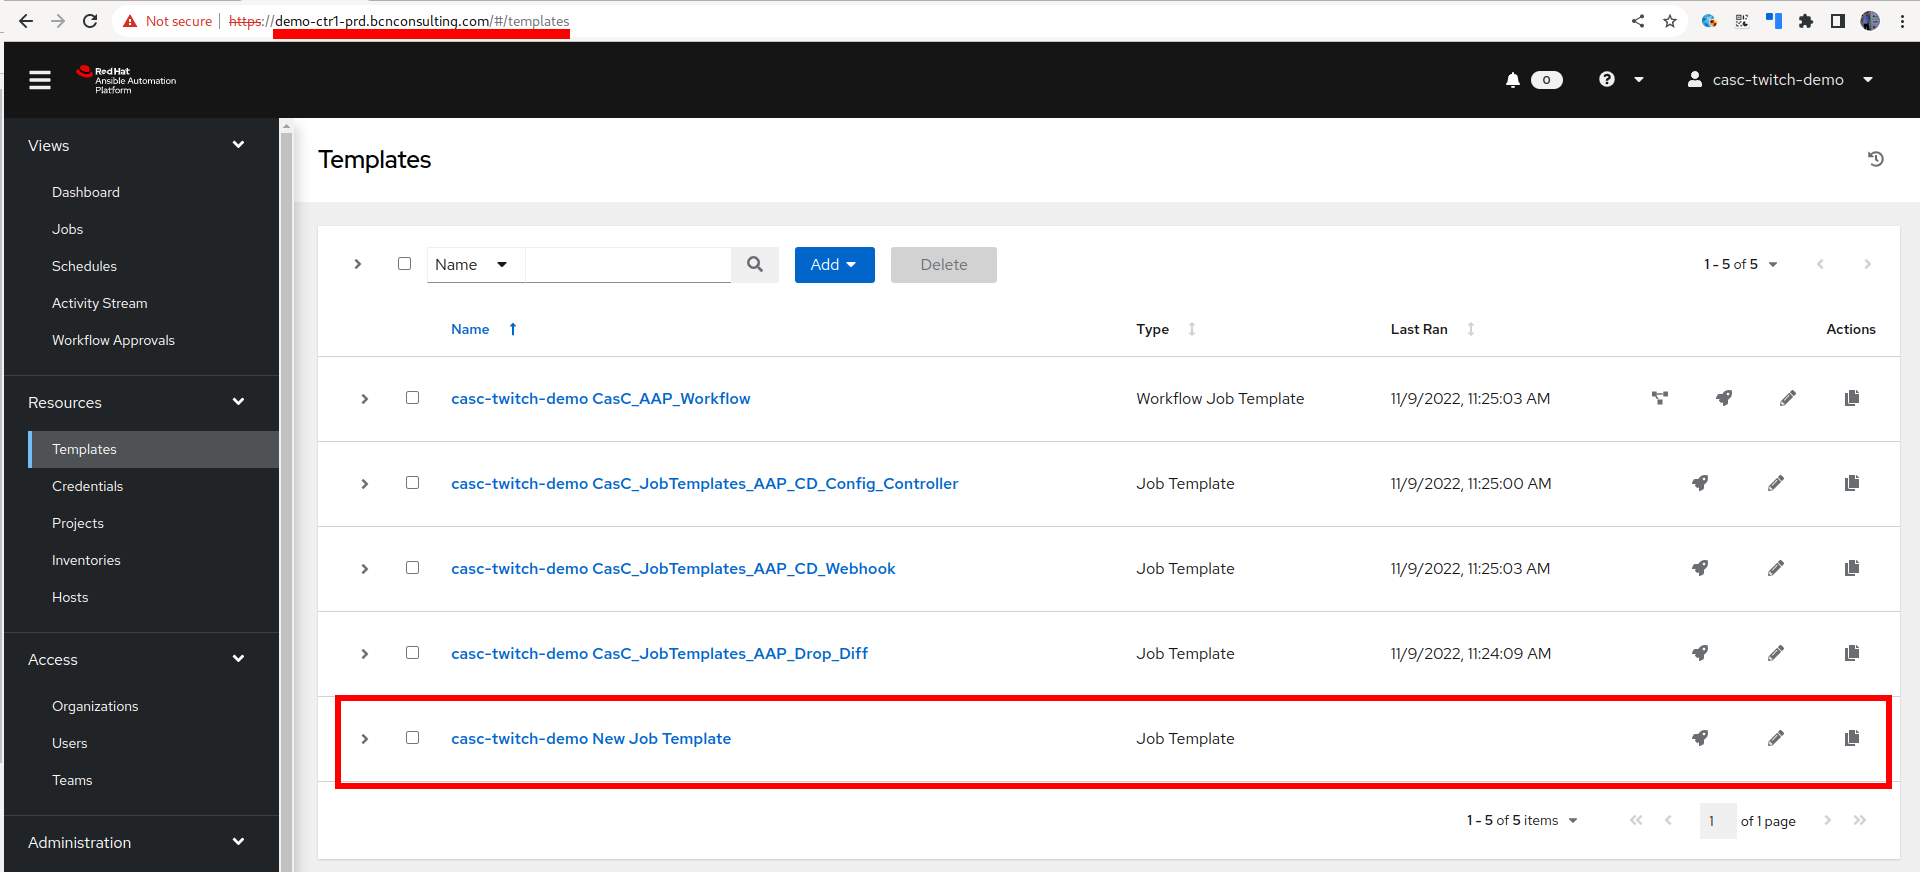 Not secure https://demo-ctr1-prd.bcnconsulting.com/#/templates
Red Hat
Ansible Automation
Platform
0
casc-twitch-demo
Views
Dashboard
Jobs
Schedules
Activity Stream
Workflow Approvals
Resources
Templates
Credentials
Projects
Inventories
Hosts
Access
Organizations
Users
Teams
Administration
Templates
Name Add Delete 1 - 5 of 5
Name Type Last Ran Actions
casc-twitch-demo CasC_AAP_Workflow Workflow Job Template 11/9/2022, 11:25:03 AM
casc-twitch-demo CasC_JobTemplates_AAP_CD_Config_Controller Job Template 11/9/2022, 11:25:00 AM
casc-twitch-demo CasC_JobTemplates_AAP_CD_Webhook Job Template 11/9/2022, 11:25:03 AM
casc-twitch-demo CasC_JobTemplates_AAP_Drop_Diff Job Template 11/9/2022, 11:24:09 AM
casc-twitch-demo New Job Template Job Template
1 - 5 of 5 items 1 of 1 page